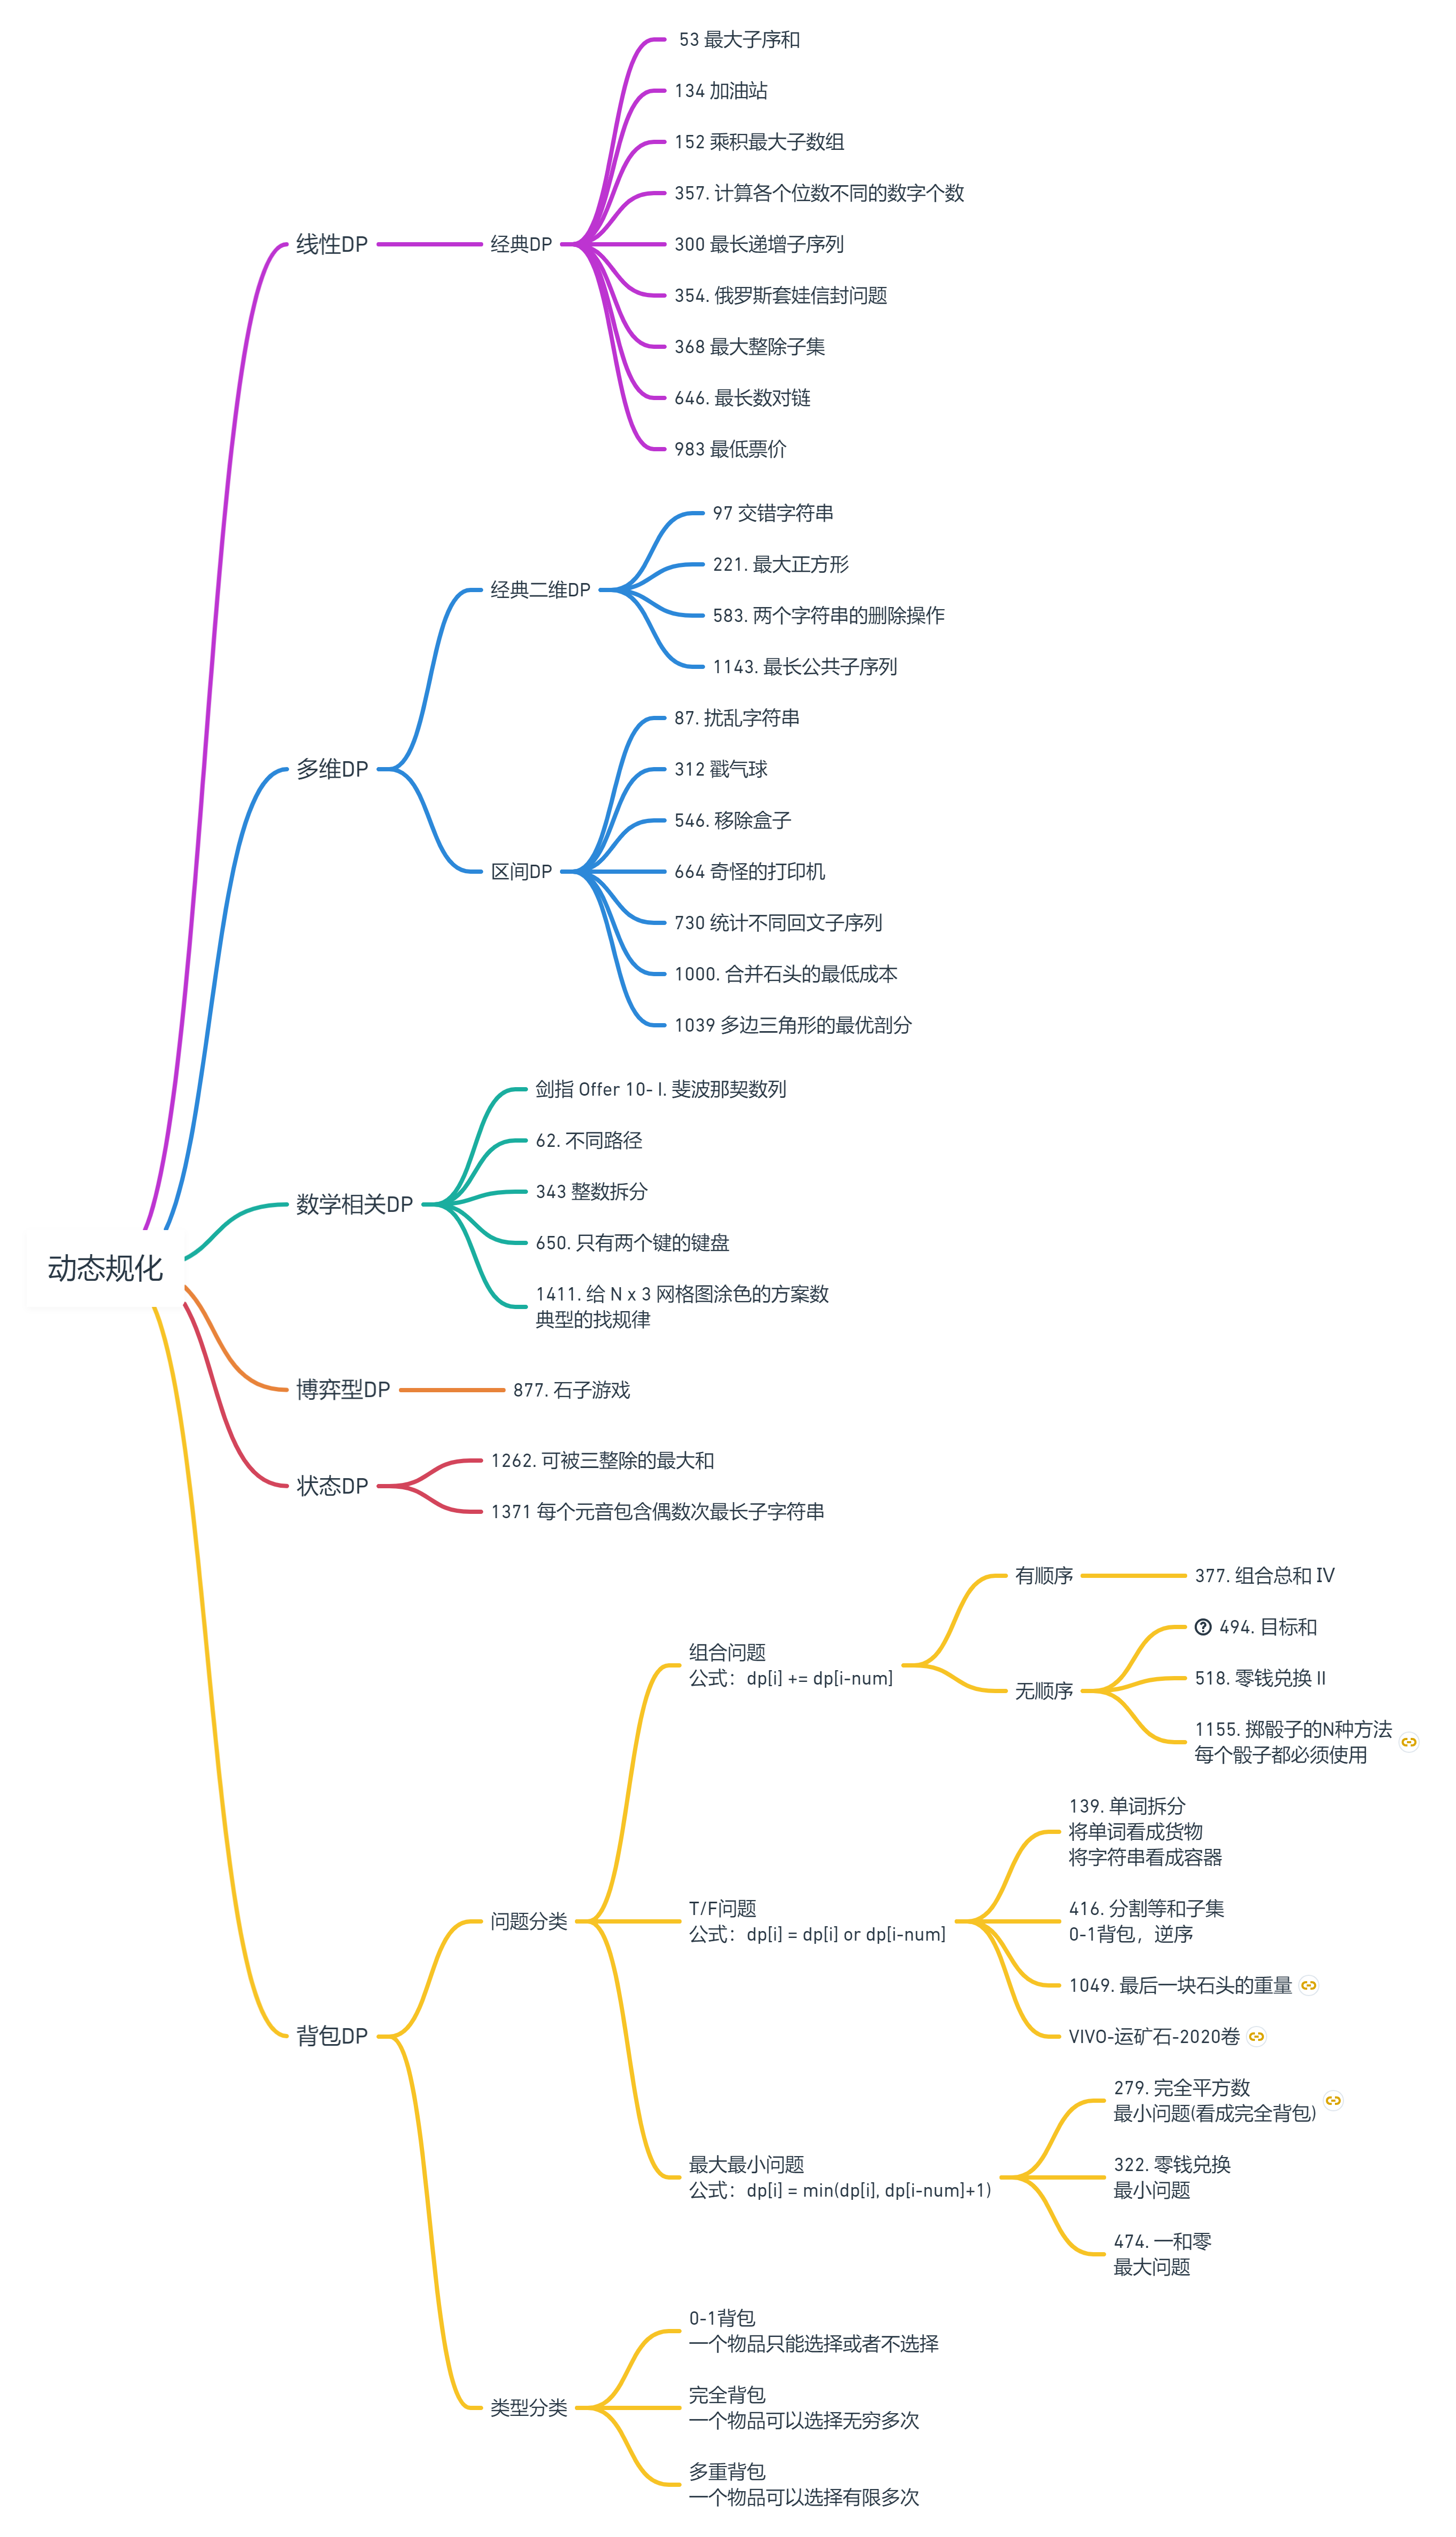 动态规化
线性DP
经典DP
53 最大子序和
134 加油站
152 乘积最大子数组
357. 计算各个位数不同的数字个数
300 最长递增子序列
354. 俄罗斯套娃信封问题
368 最大整除子集
646. 最长数对链
983 最低票价
多维DP
经典二维DP
97 交错字符串
221. 最大正方形
583. 两个字符串的删除操作
1143. 最长公共子序列
区间DP
87. 扰乱字符串
312 戳气球
546. 移除盒子
664 奇怪的打印机
730 统计不同回文子序列
1000. 合并石头的最低成本
1039 多边三角形的最优剖分
数学相关DP
剑指 Offer 10- I. 斐波那契数列
62. 不同路径
343 整数拆分
650. 只有两个键的键盘
1411. 给 N x 3 网格图涂色的方案数
典型的找规律
博弈型DP
877. 石子游戏
状态DP
1262. 可被三整除的最大和
1371 每个元音包含偶数次最长子字符串
背包DP
问题分类
组合问题
公式：dp[i] += dp[i-num]
有顺序
377. 组合总和 Ⅳ
无顺序
494. 目标和
518. 零钱兑换 II
1155. 掷骰子的N种方法
每个骰子都必须使用
T/F问题
公式：dp[i] = dp[i] or dp[i-num]
139. 单词拆分
将单词看成货物
将字符串看成容器
416. 分割等和子集
0-1背包，逆序
1049. 最后一块石头的重量
VIVO-运矿石-2020卷
最大最小问题
公式：dp[i] = min(dp[i], dp[i-num]+1)
279. 完全平方数
最小问题(看成完全背包)
322. 零钱兑换
最小问题
474. 一和零
最大问题
类型分类
0-1背包
一个物品只能选择或者不选择
完全背包
一个物品可以选择无穷多次
多重背包
一个物品可以选择有限多次